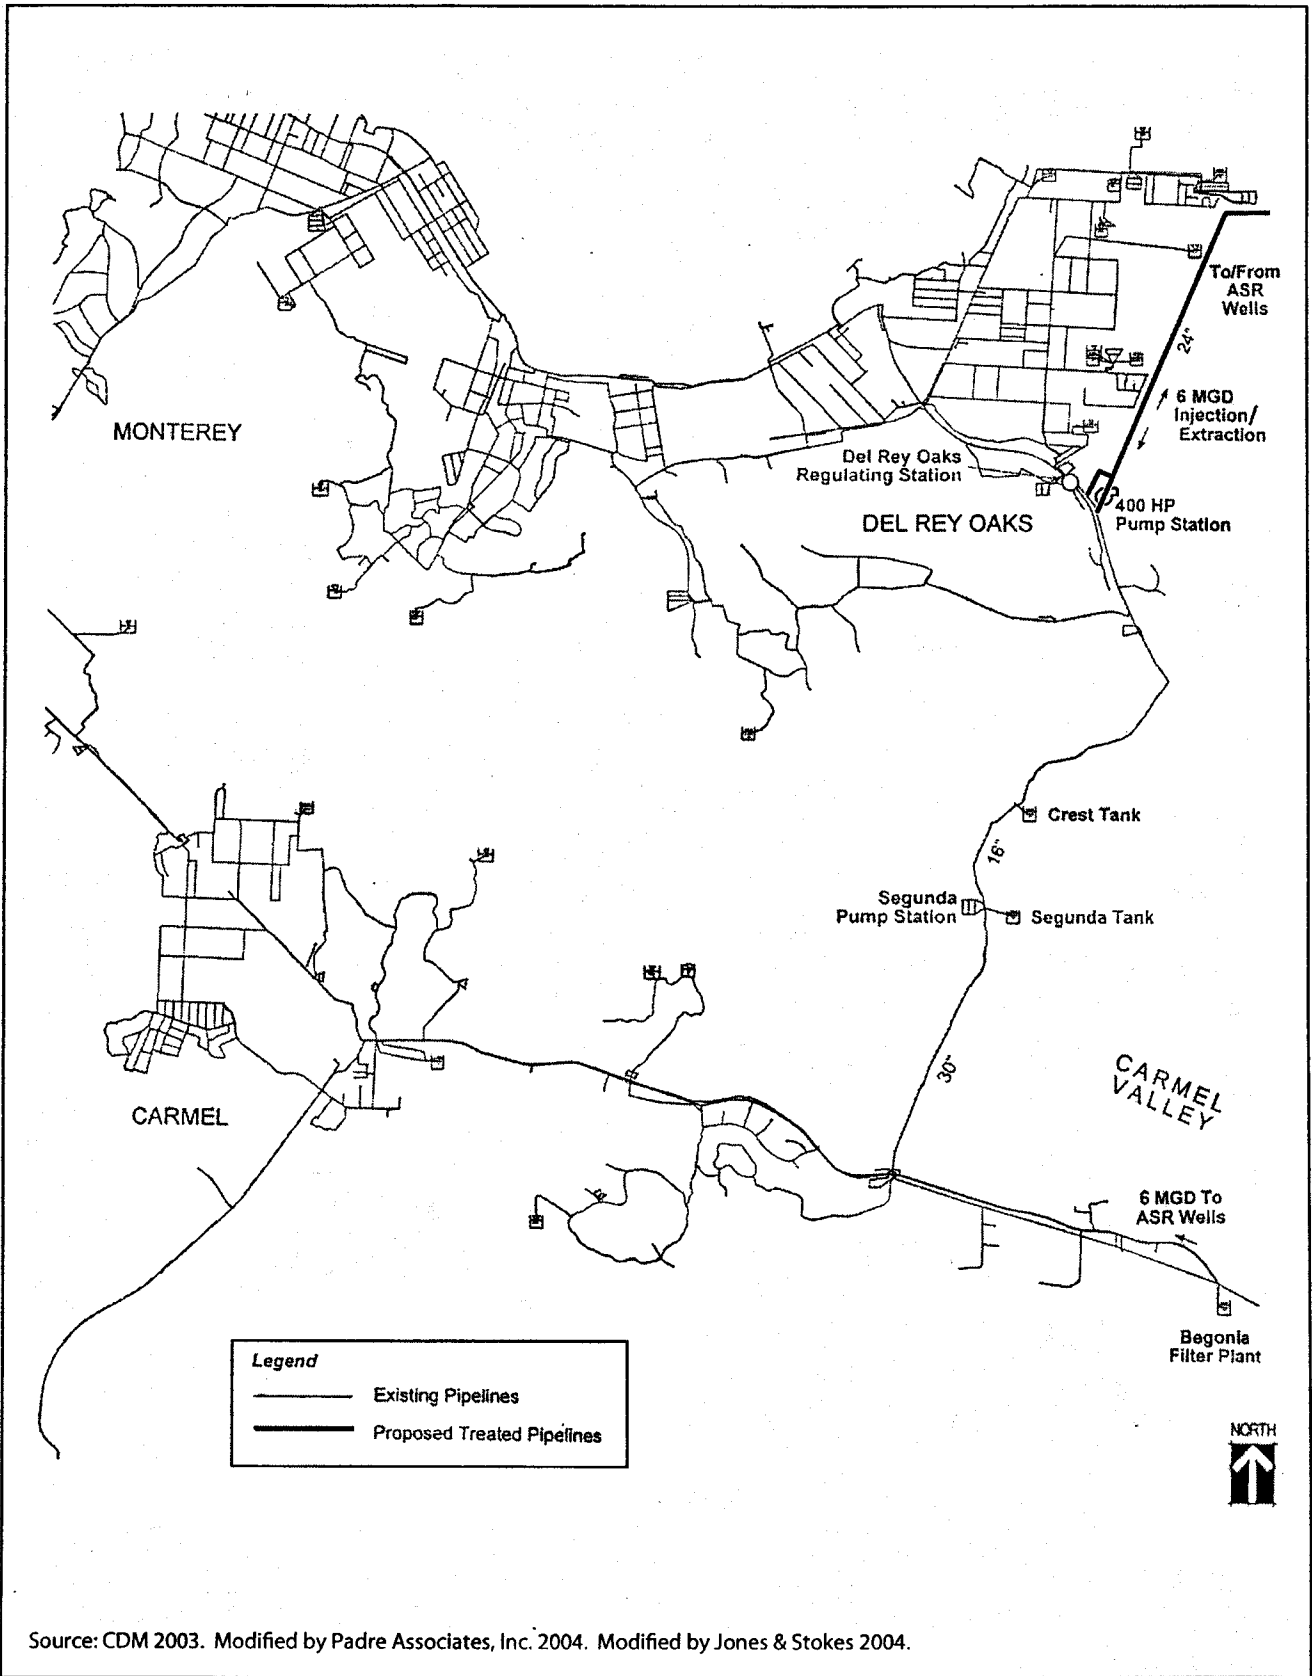 To/From
ASR
Wells
24"
6 MGD
Injection/
Extraction
MONTEREY
Del Rey Oaks
Regulating Station
DEL REY OAKS
400 HP
Pump Station
Crest Tank
16"
Segunda
Pump Station
Segunda Tank
30"
CARMEL
VALLEY
CARMEL
6 MGD To
ASR Wells
Begonia
Filter Plant
Legend
Existing Pipelines
Proposed Treated Pipelines
NORTH
Source: CDM 2003. Modified by Padre Associates, Inc. 2004. Modified by Jones & Stokes 2004.